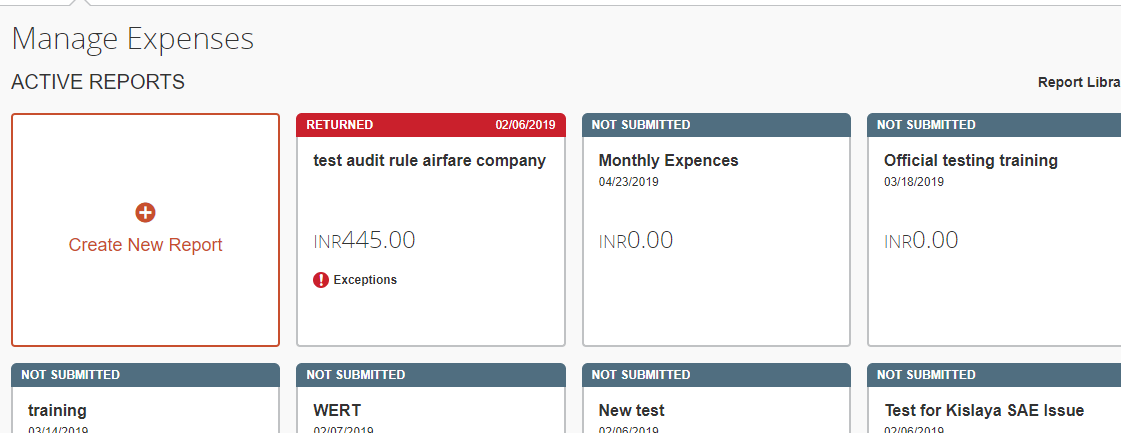 Manage Expenses
ACTIVE REPORTS
Report Libra
RETURNED 02/06/2019
test audit rule airfare company
INR445.00
Exceptions
NOT SUBMITTED
Monthly Expences
04/23/2019
INR0.00
NOT SUBMITTED
Official testing training
03/18/2019
INR0.00
Create New Report
NOT SUBMITTED
training
03/14/2019
NOT SUBMITTED
WERT
02/07/2019
NOT SUBMITTED
New test
02/06/2019
NOT SUBMITTED
Test for Kislaya SAE Issue
02/06/2019